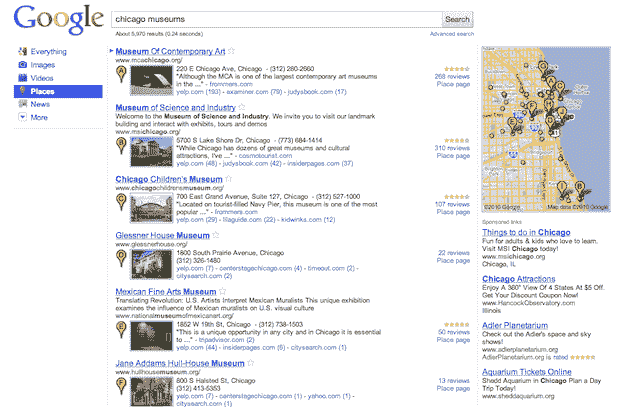 Google
chicago museums
Search
About 5,970 results (0.24 seconds)
Advanced search
Everything
Images
Videos
Places
News
More
Museum Of Contemporary Art
www.mcachicago.org/
A
220 E Chicago Ave, Chicago - (312) 280-2660
"Although the MCA is one of the largest contemporary art museums
in the ..." - frommers.com
yelp.com (193) - examiner.com (79) - judysbook.com (17)
268 reviews
Place page
Museum of Science and Industry
Welcome to the Museum of Science and Industry. We invite you to visit our landmark
building and interact with exhibits, tours and demos
www.msichicago.org/
B
5700 S Lake Shore Dr, Chicago - (773) 684-1414
"While Chicago has dozens of great museums and cultural
attractions, I've ..." - cosmotourist.com
yelp.com (48) - judysbook.com (42) - insiderpages.com (37)
310 reviews
Place page
Chicago Children's Museum
www.chicagochildrensmuseum.org/
C
700 East Grand Avenue, Suite 127, Chicago - (312) 527-1000
"Located on tourist-filled Navy Pier, this museum is one of the most
popular ..." - frommers.com
yelp.com (29) - lilaguide.com (22) - kidwinks.com (12)
107 reviews
Place page
Glessner House Museum
www.glessnerhouse.org/
D
1800 South Prairie Avenue, Chicago
(312) 326-1480
yelp.com (7) - centerstagechicago.com (4) - timeout.com (2) -
citysearch.com (2)
22 reviews
Place page
Mexican Fine Arts Museum
Translating Revolution: U.S. Artists Interpret Mexican Muralists This unique exhibition
examines the influence of Mexican muralists on U.S. visual culture
www.nationalmuseumofmexicanart.org/
E
1852 W 19th St, Chicago - (312) 738-1503
"This is a unique opportunity in any city and in Chicago it is essential
to ..." - tripadvisor.com (2)
yelp.com (44) - insiderpages.com (6) - citysearch.com (1)
50 reviews
Place page
Jane Addams Hull-House Museum
www.hullhousemuseum.org/
F
800 S Halsted St, Chicago
(312) 413-5353
yelp.com (7) - centerstagechicago.com (1) - yahoo.com (1) -
citysearch.com (1)
13 reviews
Place page
©2010 Google
Map data ©2010 Google
Sponsored links
Things to do in Chicago
Fun for adults & kids who love to learn.
Visit MSI Chicago today!
www.msichicago.org
Chicago, IL
Chicago Attractions
Enjoy A 360° View Of 4 States At $5 Off.
Get Your Discount Coupon Now!
www.HancockObservatory.com
Illinois
Adler Planetarium
Check out the Adler's space and sky
shows!
www.adlerplanetarium.org
AdlerPlanetarium.org is rated
Aquarium Tickets Online
Shedd Aquarium in Chicago Plan a Day
Trip Today!
www.sheddaquarium.org